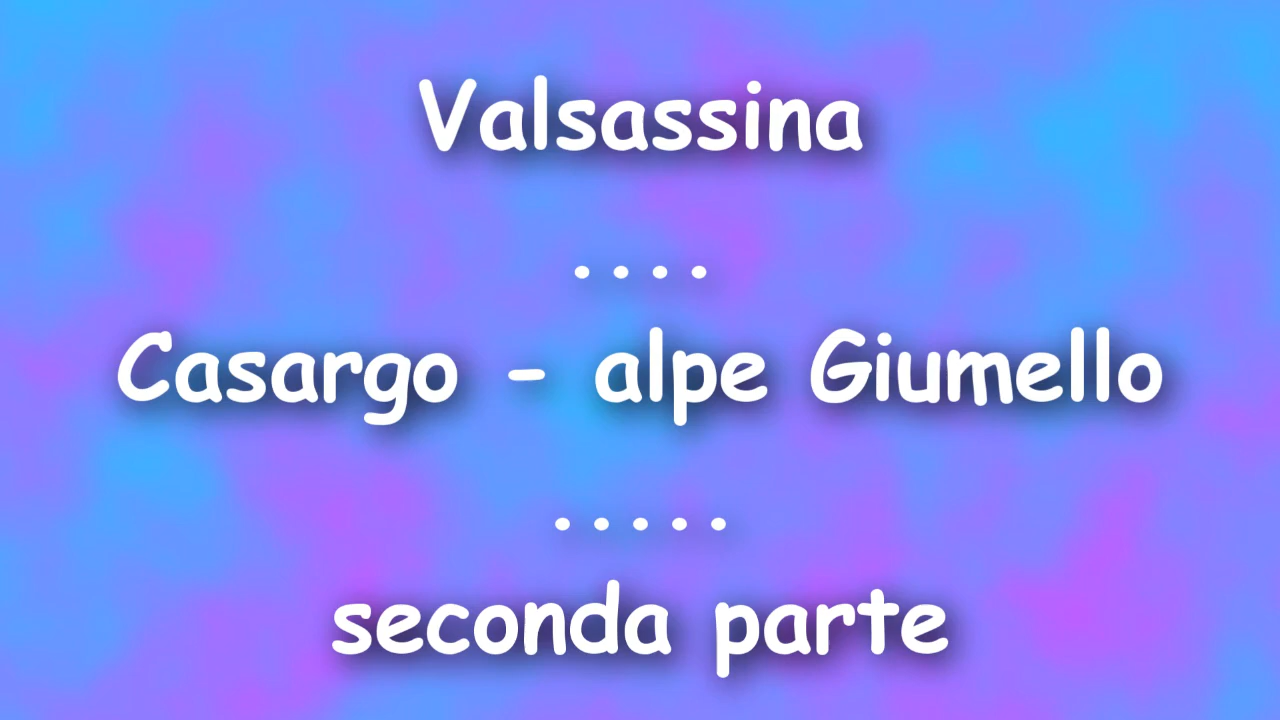 Valsassina
....
Casargo - alpe Giumello
.....
seconda parte